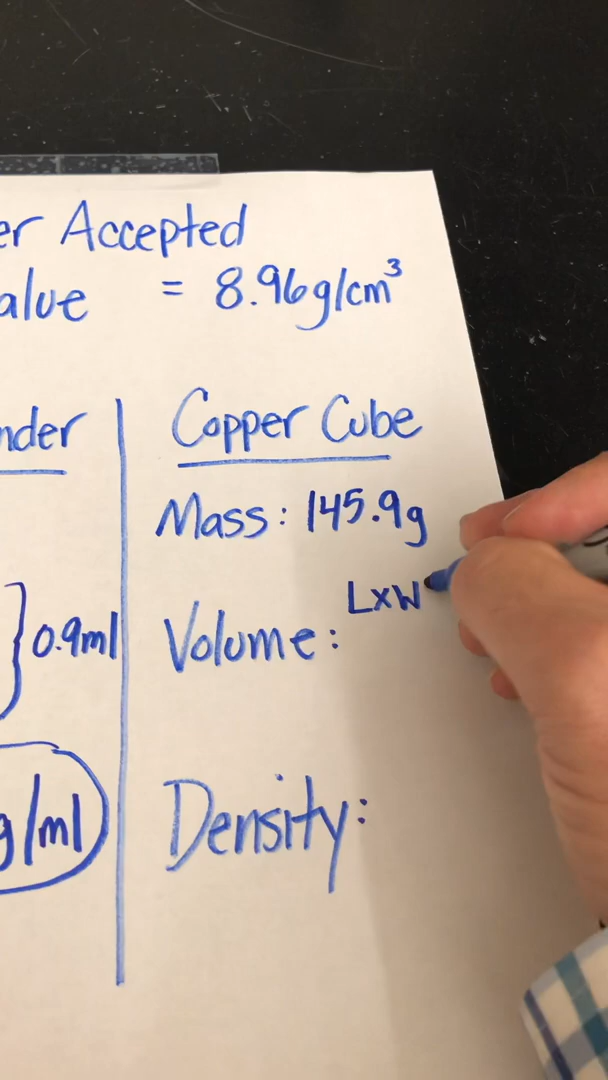 er Accepted
alue = 8.96g/cm³
nder
Copper Cube
Mass: 145.9g
LxW
} 0.9ml
Volume:
g/ml
Density: